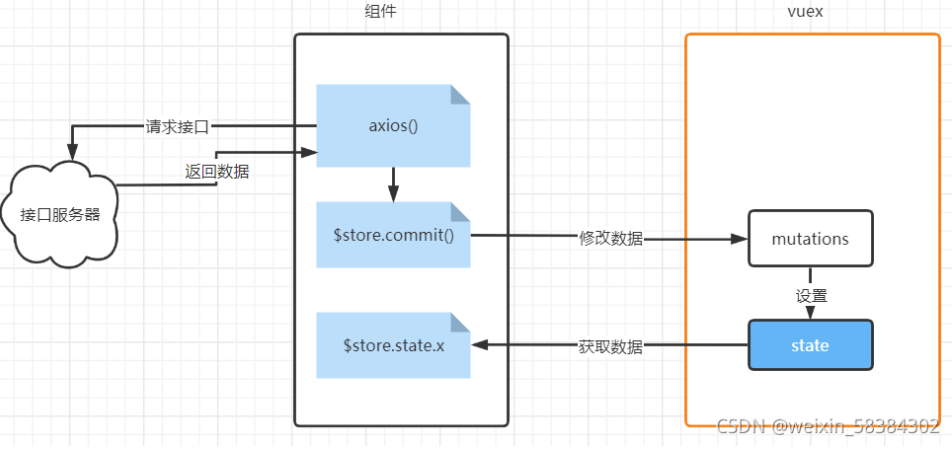 组件
vuex
axios()
请求接口
返回数据
接口服务器
$store.commit()
修改数据
mutations
设置
$store.state.x
获取数据
state
CSDN @weixin_58384302